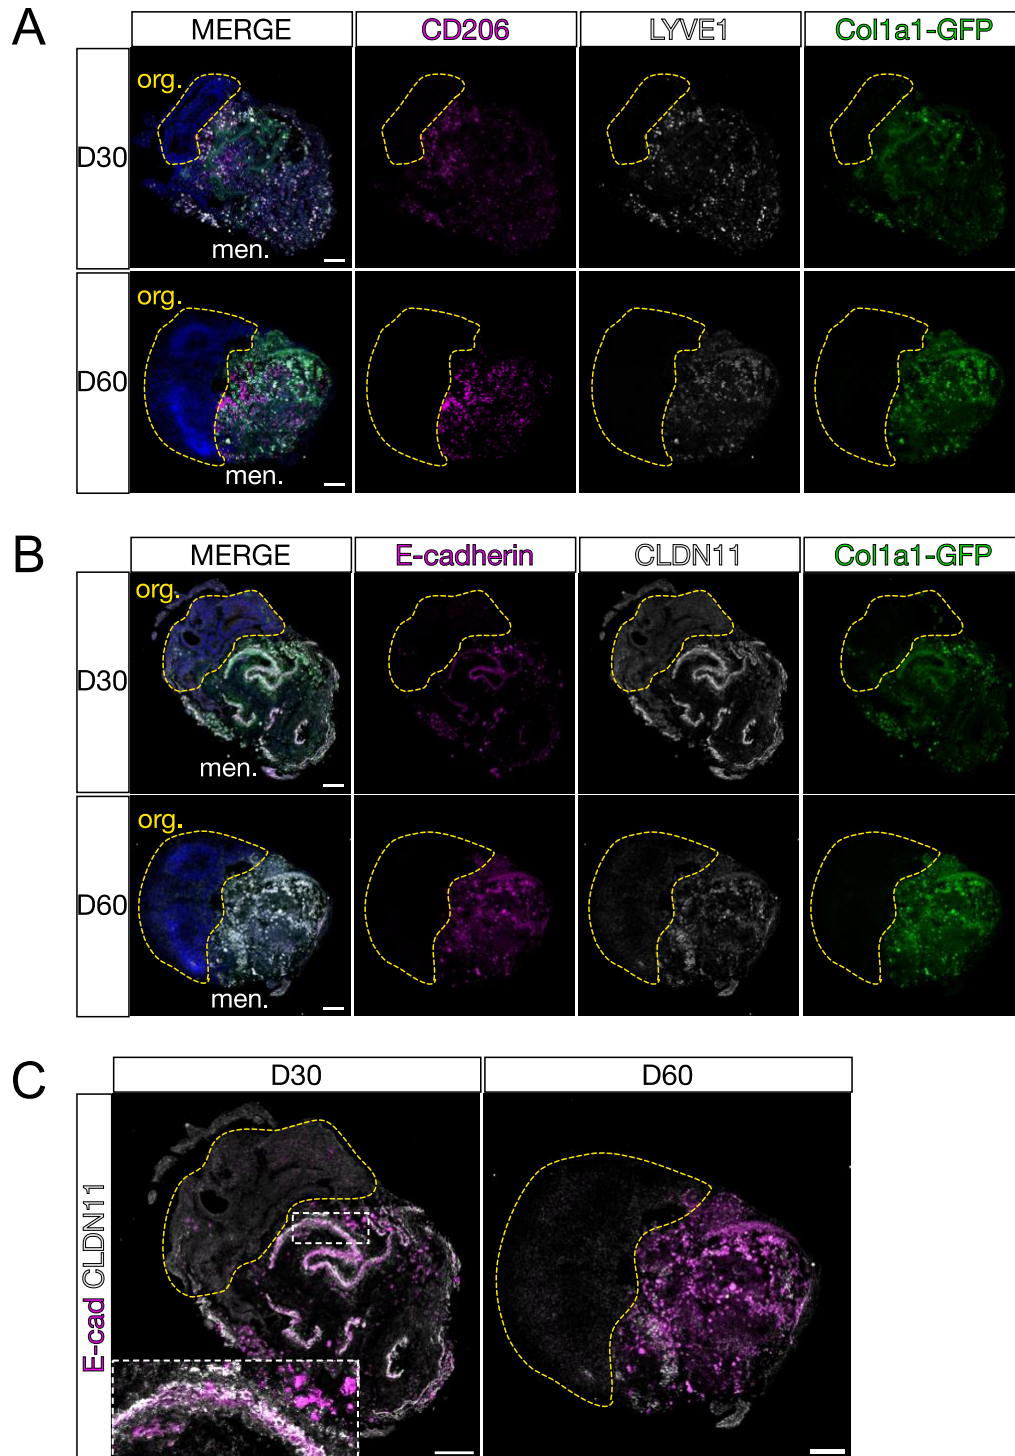 A
MERGE CD206 LYVE1 Col1a1-GFP
D30
org.
men.
D60
org.
men.
B
MERGE E-cadherin CLDN11 Col1a1-GFP
D30
org.
men.
D60
org.
men.
C
D30 D60
E-cad CLDN11